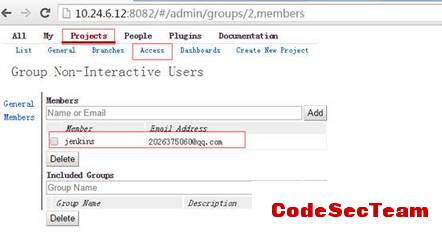 10.24.6.12:8082/#/admin/groups/2,members
All My Projects People Plugins Documentation
List General Branches Access Dashboards Create New Project
Group Non-Interactive Users
General
Members
Members
Name or Email Add
Member Email Address
jenkins 2026375060@qq.com
Delete
Included Groups
Group Name
Group Name Description
Delete
CodeSecTeam